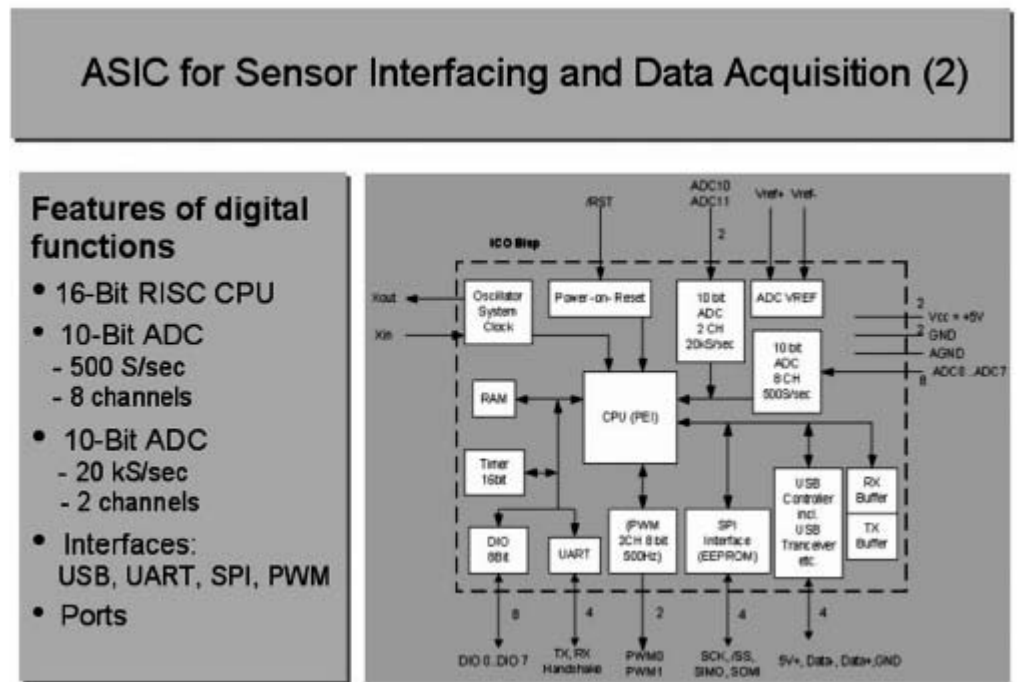 ASIC for Sensor Interfacing and Data Acquisition (2)
Features of digital
functions
• 16-Bit RISC CPU
• 10-Bit ADC
- 500 S/sec
- 8 channels
• 10-Bit ADC
- 20 kS/sec
- 2 channels
• Interfaces:
USB, UART, SPI, PWM
• Ports
/RST
ADC10
ADC11
Vref+
Vref-
2
ICO Bisp
Xout
Xin
Oscillator
System
Clock
Power-on-Reset
10 bit
ADC
2 CH
20kS/sec
ADC VREF
10 bit
ADC
8 CH
500S/sec
2
Vcc = +5V
2
GND
AGND
8
ADC0..ADC7
RAM
CPU (PEI)
Timer
16bit
DIO
8Bit
UART
(PWM
2CH 8 bit
500Hz)
SPI
Interface
(EEPROM)
USB
Controller
incl.
USB
Tranceiver
etc.
RX
Buffer
TX
Buffer
8
4
2
4
4
DIO 0..DIO 7
TX, RX
Handshake
PWM0
PWM1
SCK, /SS,
SIMO, SOMI
5V+, Data-, Data+,GND